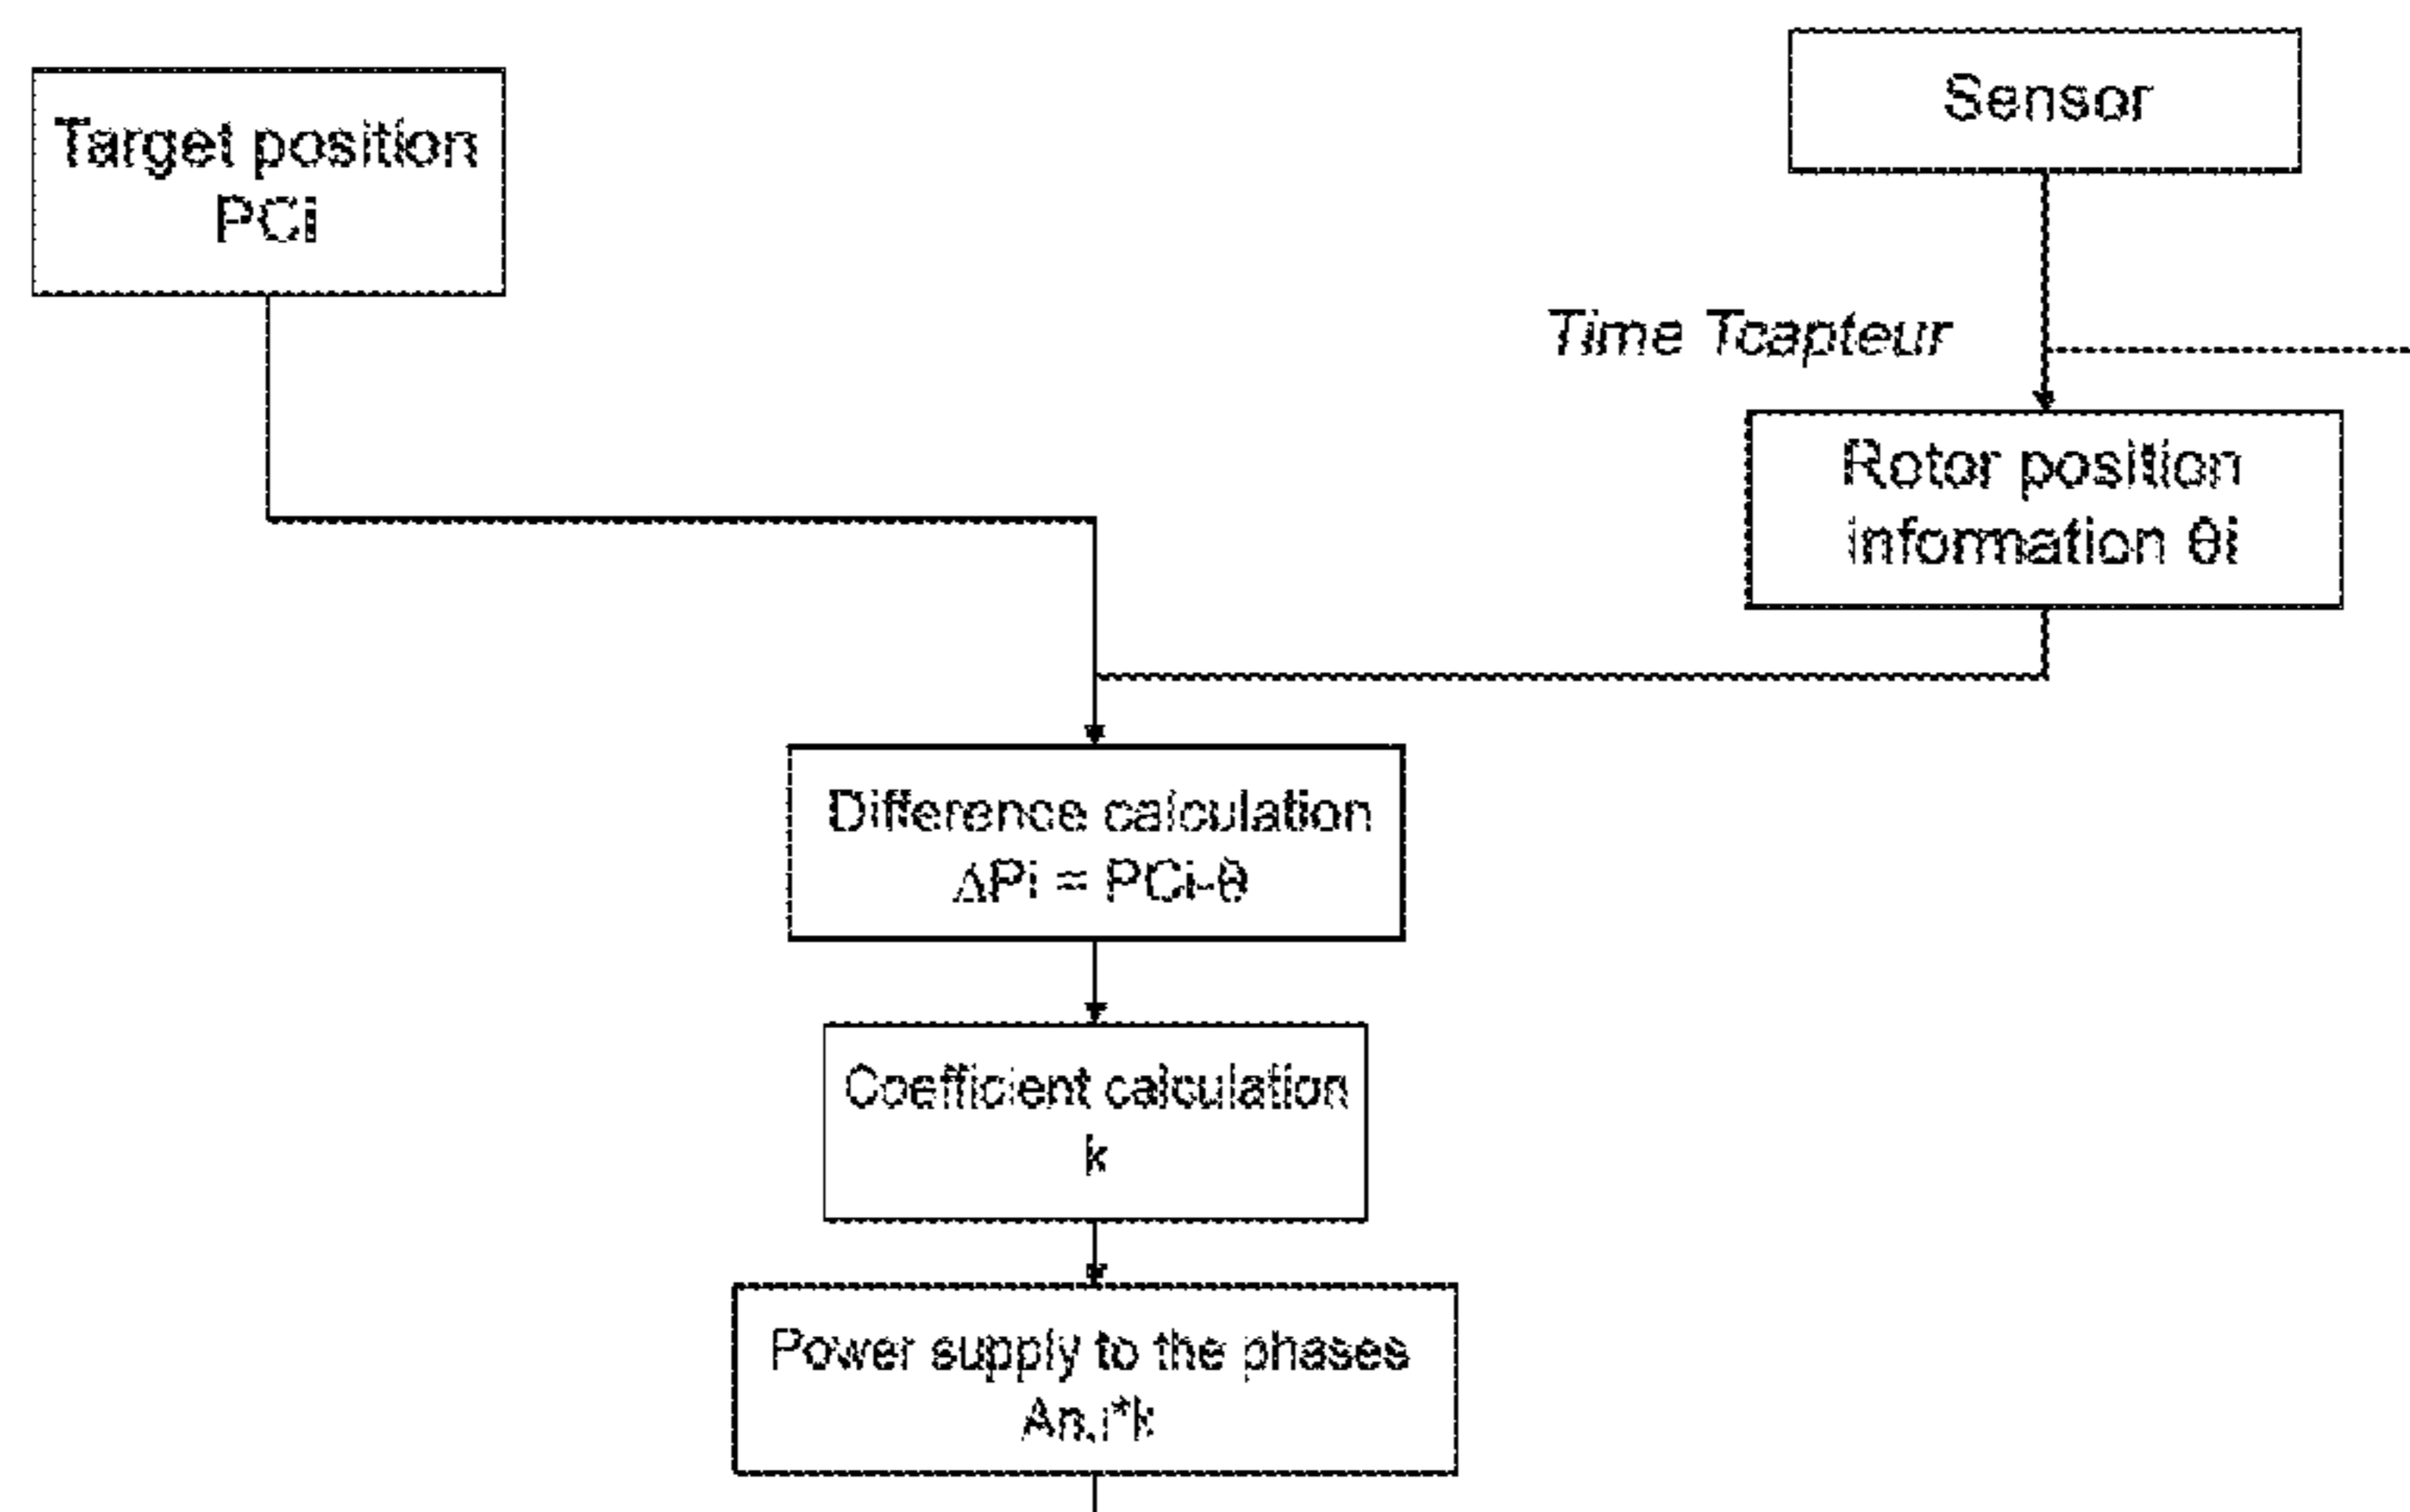 Target position
PCi
Sensor
Time Tcapteur
Rotor position
information θi
Difference calculation
ΔPi = PCi-θ
Coefficient calculation
k
Power supply to the phases
An,i*k